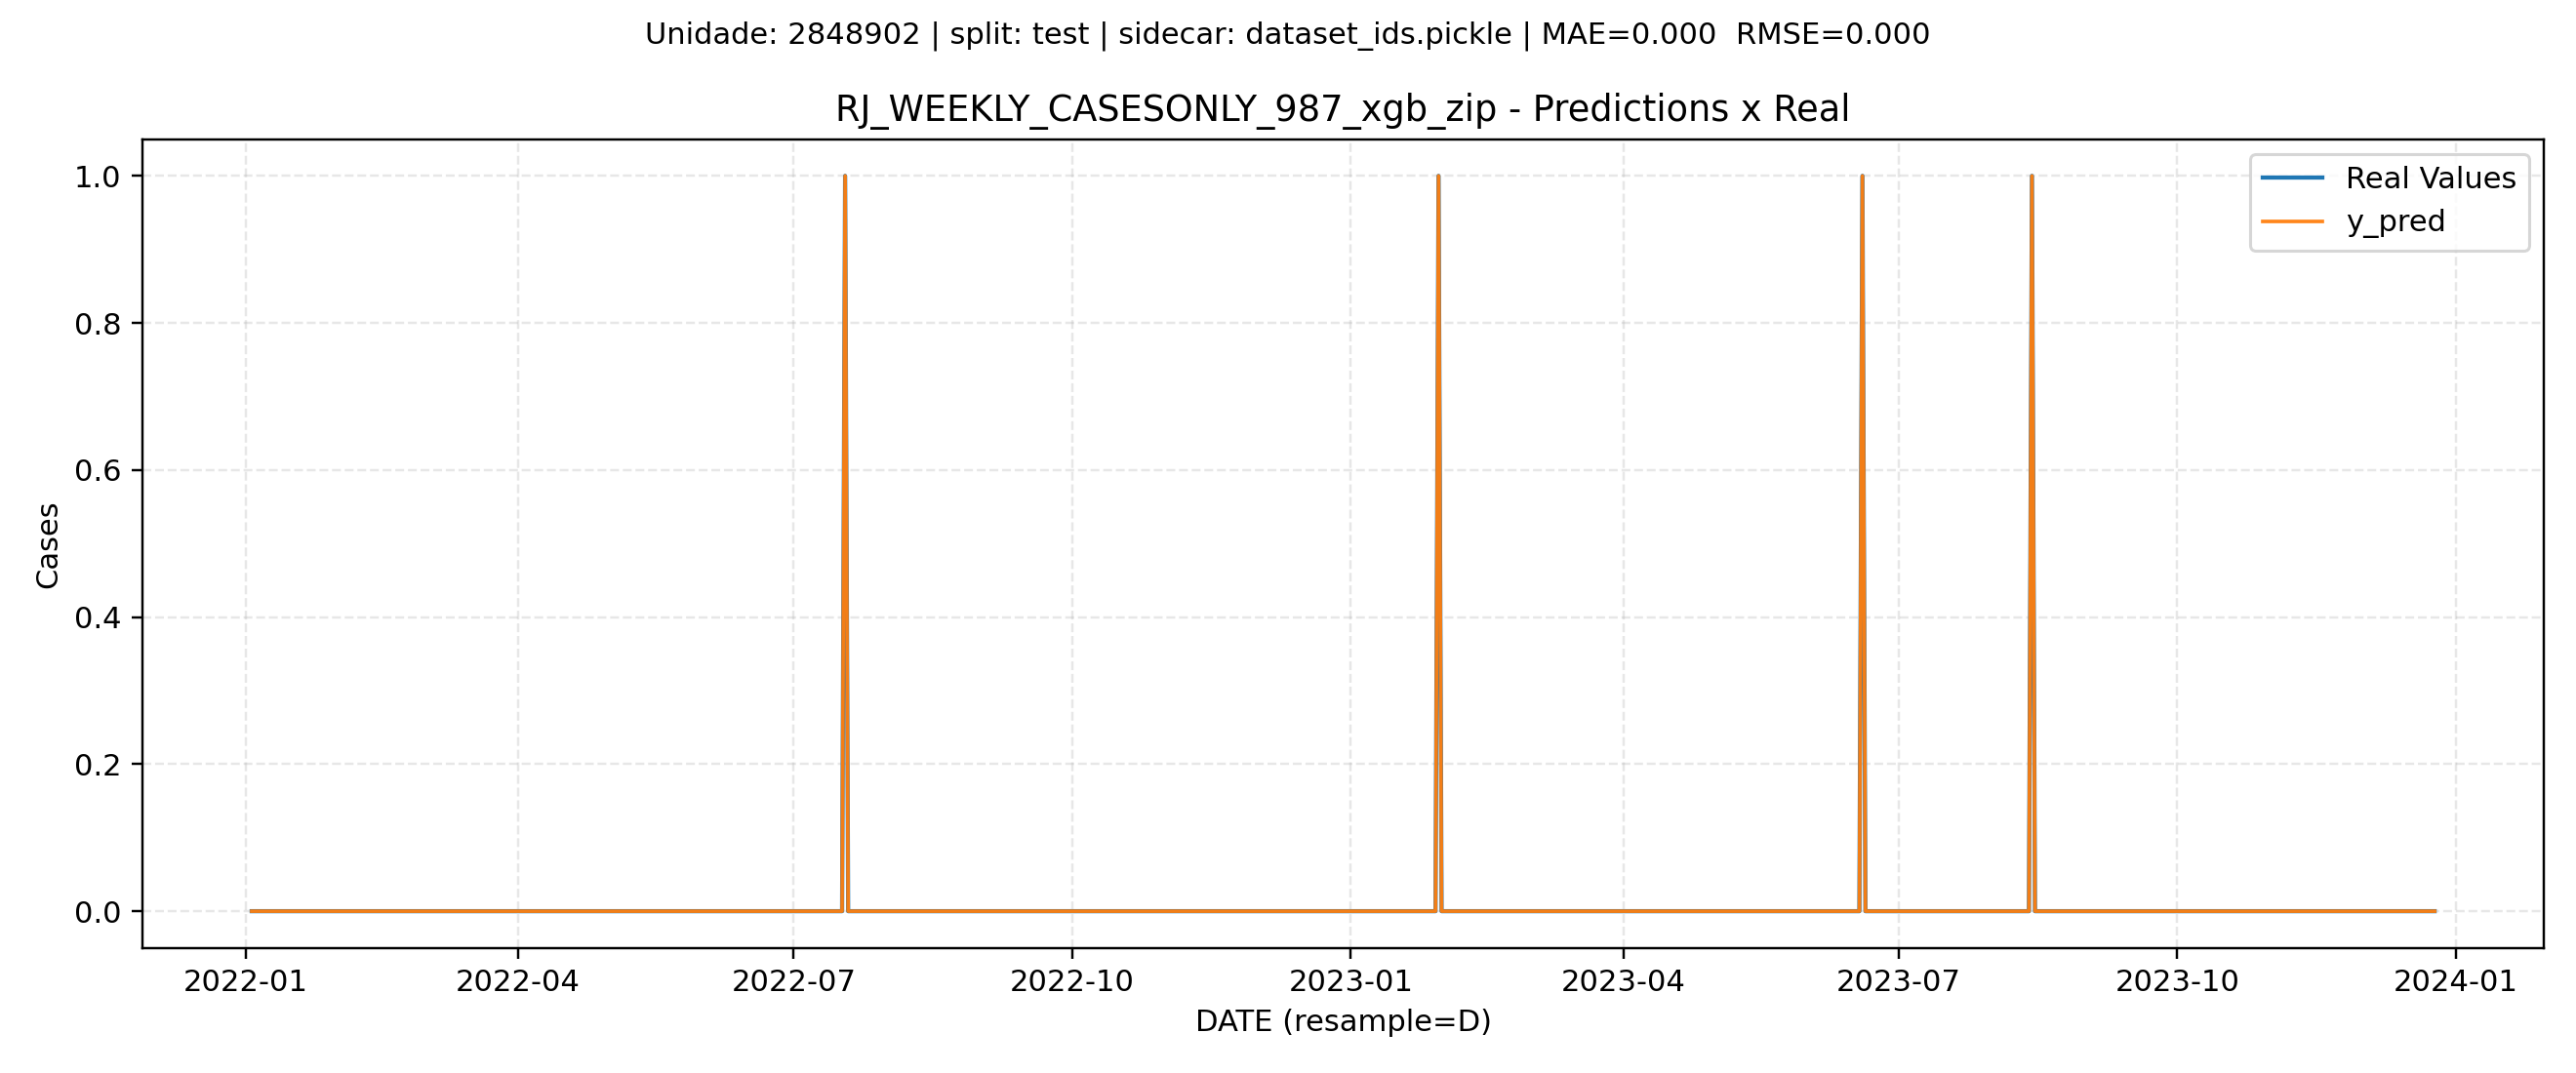 Unidade: 2848902 | split: test | sidecar: dataset_ids.pickle | MAE=0.000  RMSE=0.000
RJ_WEEKLY_CASESONLY_987_xgb_zip - Predictions x Real
Real Values
y_pred
1.0
0.8
0.6
0.4
0.2
0.0
Cases
2022-01
2022-04
2022-07
2022-10
2023-01
2023-04
2023-07
2023-10
2024-01
DATE (resample=D)